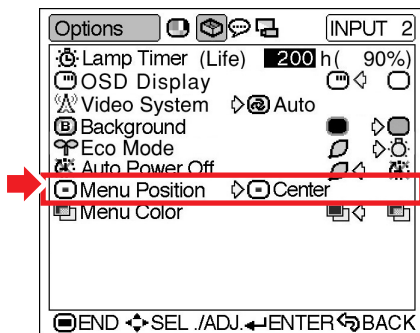 Options INPUT 2
Lamp Timer (Life) 200 h( 90%)
OSD Display
Video System Auto
B Background
Eco Mode
Auto Power Off
Menu Position Center
Menu Color
END SEL ./ADJ. ENTER BACK